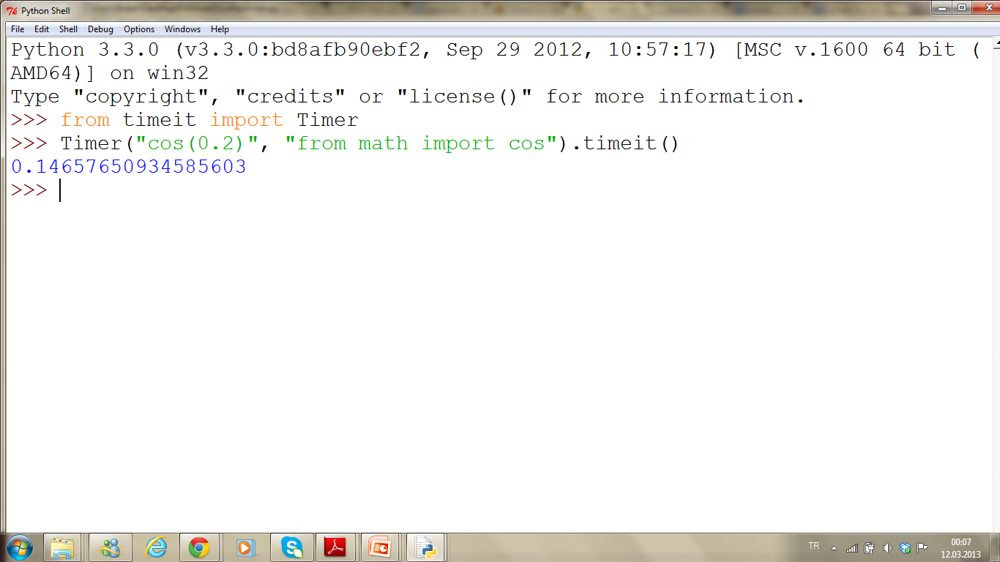 Python Shell
File Edit Shell Debug Options Windows Help
Python 3.3.0 (v3.3.0:bd8afb90ebf2, Sep 29 2012, 10:57:17) [MSC v.1600 64 bit (
AMD64)] on win32
Type "copyright", "credits" or "license()" for more information.
>>> from timeit import Timer
>>> Timer("cos(0.2)", "from math import cos").timeit()
0.14657650934585603
>>>
TR
00:07
12.03.2013